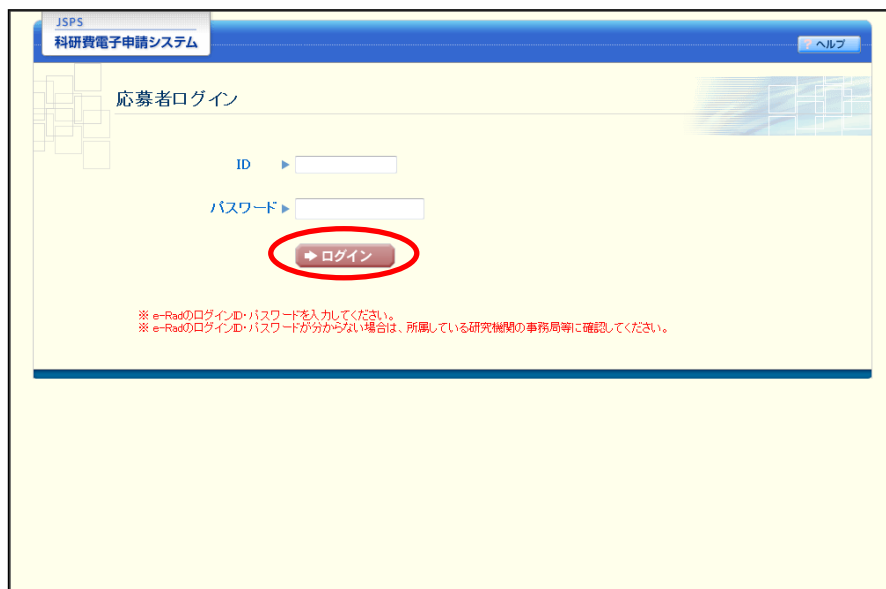 JSPS
科研費電子申請システム
? ヘルプ
応募者ログイン
ID
パスワード
ログイン
※ e-RadのログインID・パスワードを入力してください。
※ e-RadのログインID・パスワードが分からない場合は、所属している研究機関の事務局等に確認してください。